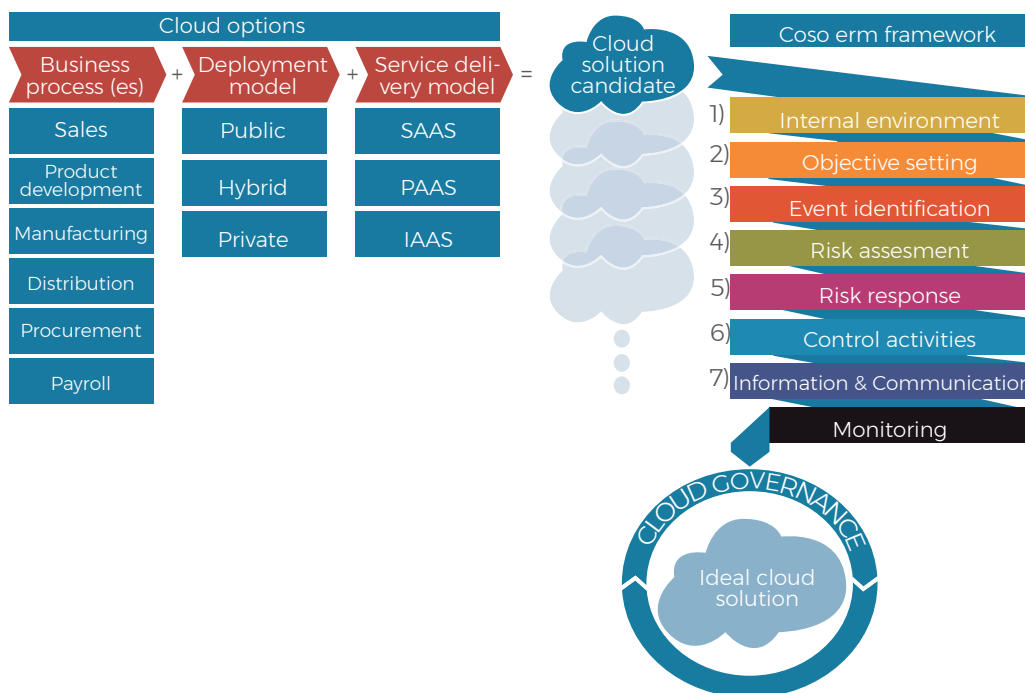 Cloud options
Business
process (es)
+
Deployment
model
+
Service deli-
very model
=
Cloud
solution
candidate
Coso erm framework
Sales
Product
development
Manufacturing
Distribution
Procurement
Payroll
Public
Hybrid
Private
SAAS
PAAS
IAAS
1) Internal environment
2) Objective setting
3) Event identification
4) Risk assesment
5) Risk response
6) Control activities
7) Information & Communication
Monitoring
CLOUD GOVERNANCE
Ideal cloud
solution